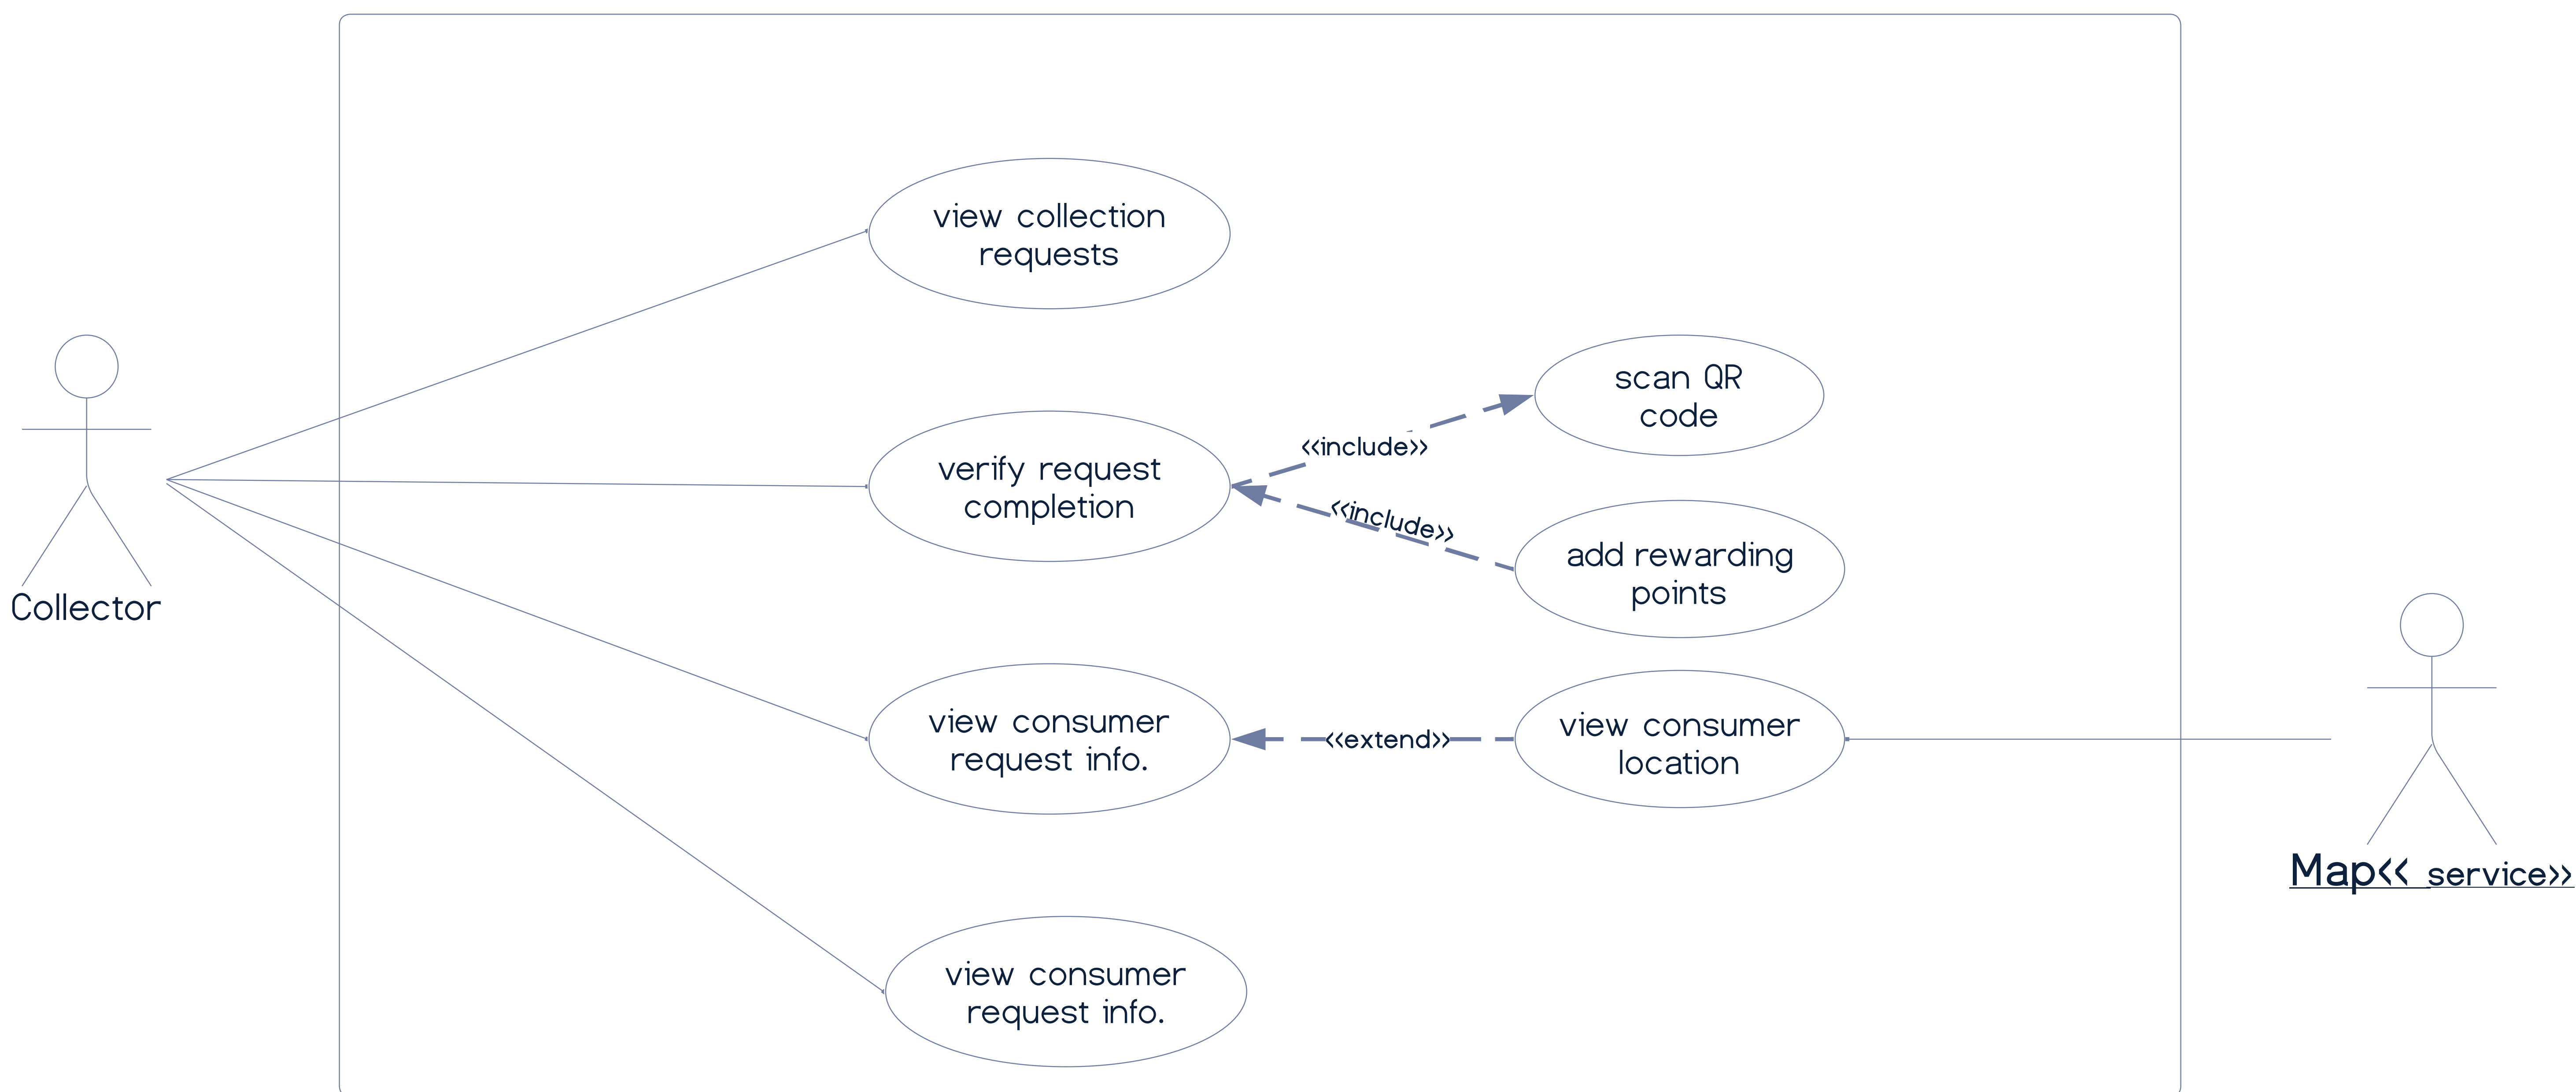 view collection
requests
scan QR
code
<<include>>
verify request
completion
<<include>>
add rewarding
points
Collector
view consumer
request info.
<<extend>>
view consumer
location
Map<< service>>
view consumer
request info.